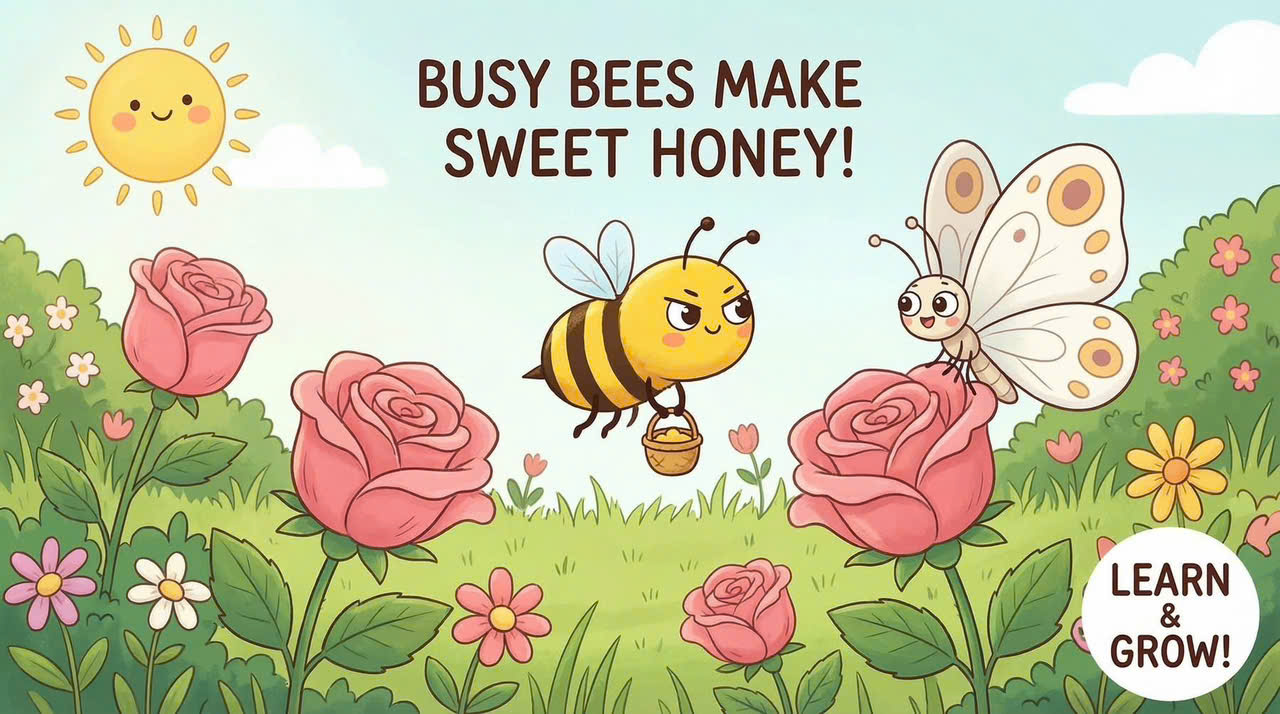 BUSY BEES MAKE
SWEET HONEY!
LEARN
&
GROW!